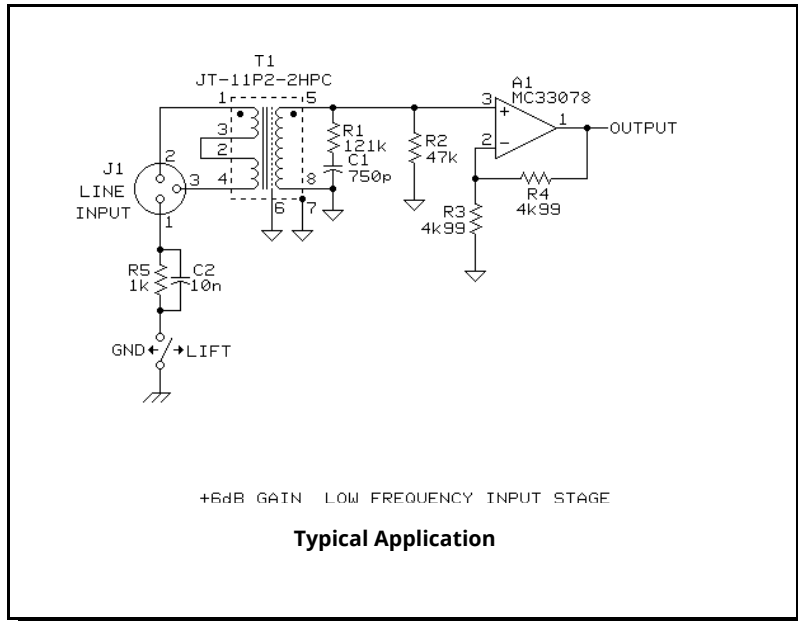 T1
JT-11P2-2HPC
1
5
3
2
4
8
6
7
J1
LINE
INPUT
2
3
1
R1
121k
C1
750p
R2
47k
A1
MC33078
3
+
2
-
1
OUTPUT
R4
4k99
R3
4k99
R5
1k
C2
10n
GND
LIFT
+6dB GAIN LOW FREQUENCY INPUT STAGE
Typical Application